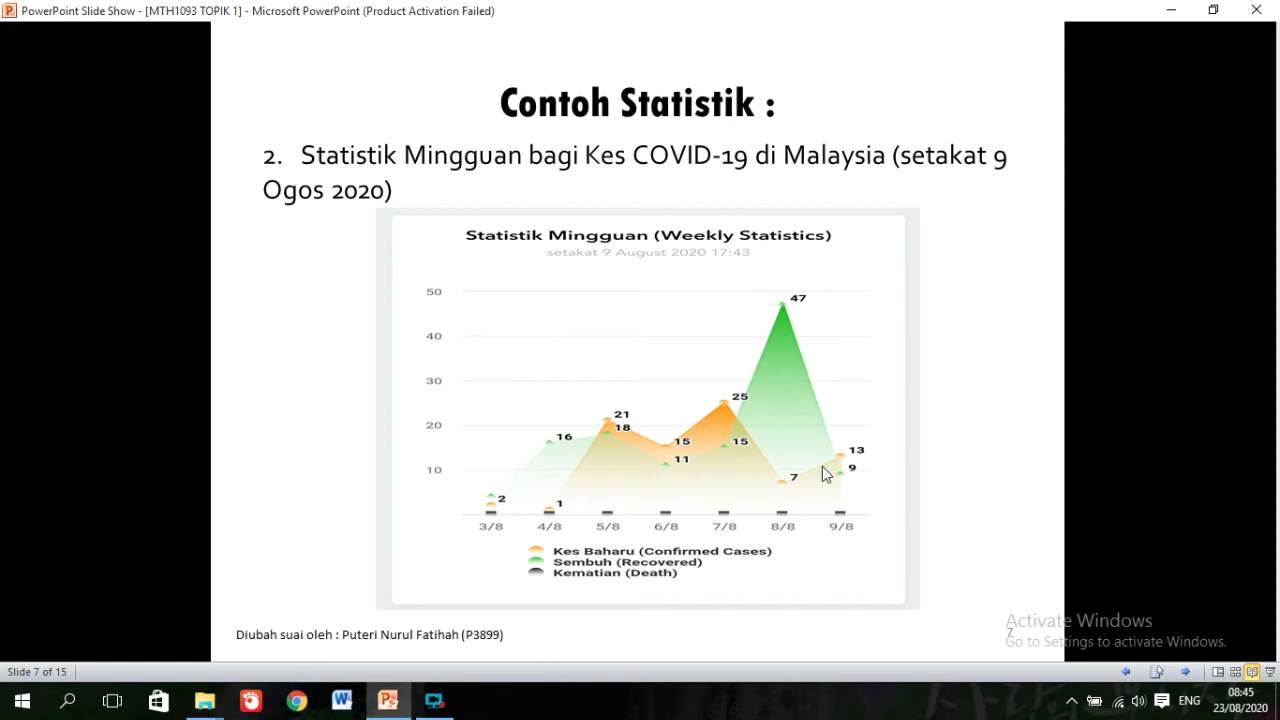 PowerPoint Slide Show - [MTH1093 TOPIK 1] - Microsoft PowerPoint (Product Activation Failed)
Contoh Statistik :
2. Statistik Mingguan bagi Kes COVID-19 di Malaysia (setakat 9
Ogos 2020)
Statistik Mingguan (Weekly Statistics)
setakat 9 August 2020 17:43
50
47
40
30
25
21
20
18
16
15
15
13
11
10
9
7
2
1
3/8 4/8 5/8 6/8 7/8 8/8 9/8
Kes Baharu (Confirmed Cases)
Sembuh (Recovered)
Kematian (Death)
Diubah suai oleh : Puteri Nurul Fatihah (P3899)
7
Activate Windows
Go to Settings to activate Windows.
Slide 7 of 15
ENG
08:45
23/08/2020